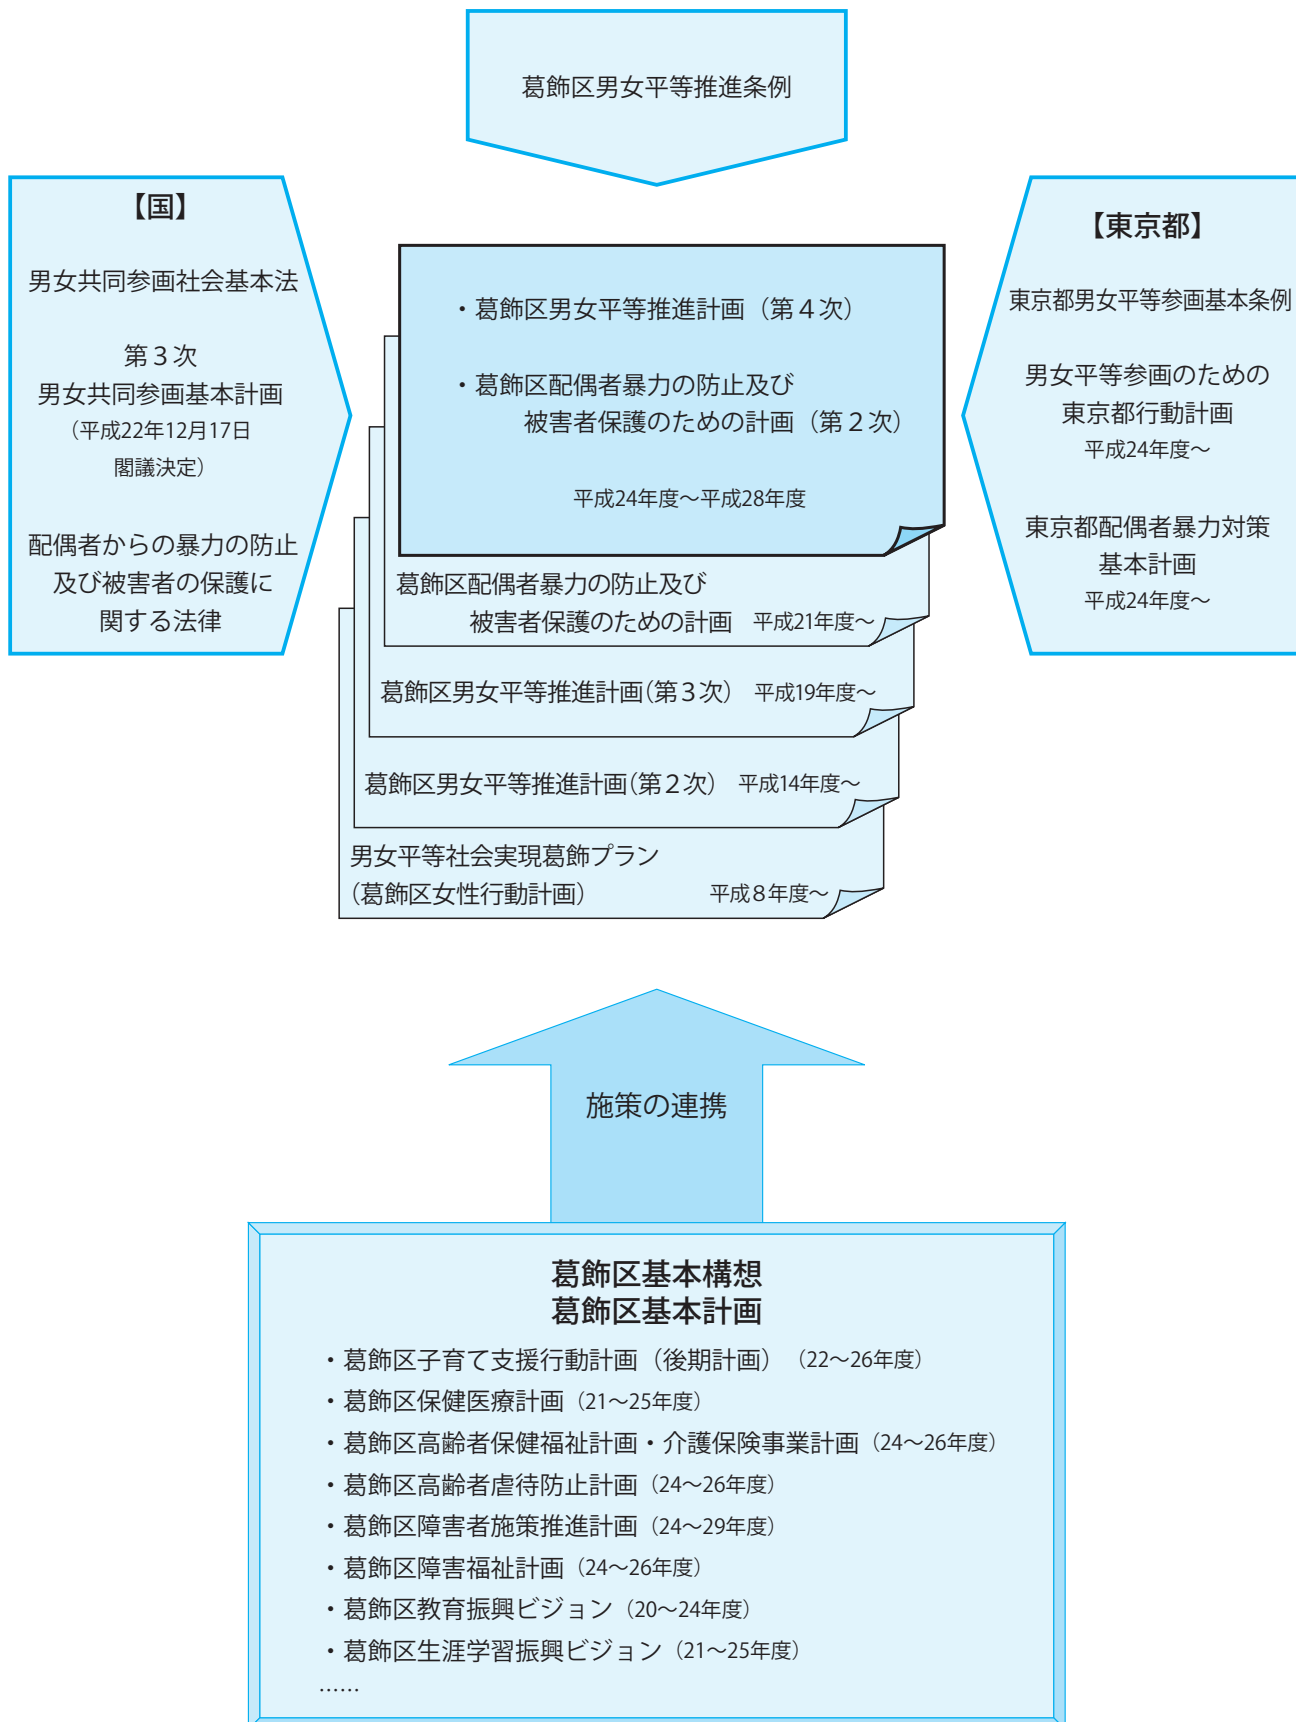 葛飾区男女平等推進条例
【国】
男女共同参画社会基本法
第３次
男女共同参画基本計画
（平成22年12月17日
閣議決定）
配偶者からの暴力の防止
及び被害者の保護に
関する法律
・葛飾区男女平等推進計画（第４次）
・葛飾区配偶者暴力の防止及び
被害者保護のための計画（第２次）
平成24年度～平成28年度
葛飾区配偶者暴力の防止及び
被害者保護のための計画 平成21年度～
葛飾区男女平等推進計画(第３次) 平成19年度～
葛飾区男女平等推進計画(第２次) 平成14年度～
男女平等社会実現葛飾プラン
（葛飾区女性行動計画） 平成８年度～
【東京都】
東京都男女平等参画基本条例
男女平等参画のための
東京都行動計画
平成24年度～
東京都配偶者暴力対策
基本計画
平成24年度～
施策の連携
葛飾区基本構想
葛飾区基本計画
・葛飾区子育て支援行動計画（後期計画）（22～26年度）
・葛飾区保健医療計画（21～25年度）
・葛飾区高齢者保健福祉計画・介護保険事業計画（24～26年度）
・葛飾区高齢者虐待防止計画（24～26年度）
・葛飾区障害者施策推進計画（24～29年度）
・葛飾区障害福祉計画（24～26年度）
・葛飾区教育振興ビジョン（20～24年度）
・葛飾区生涯学習振興ビジョン（21～25年度）
……